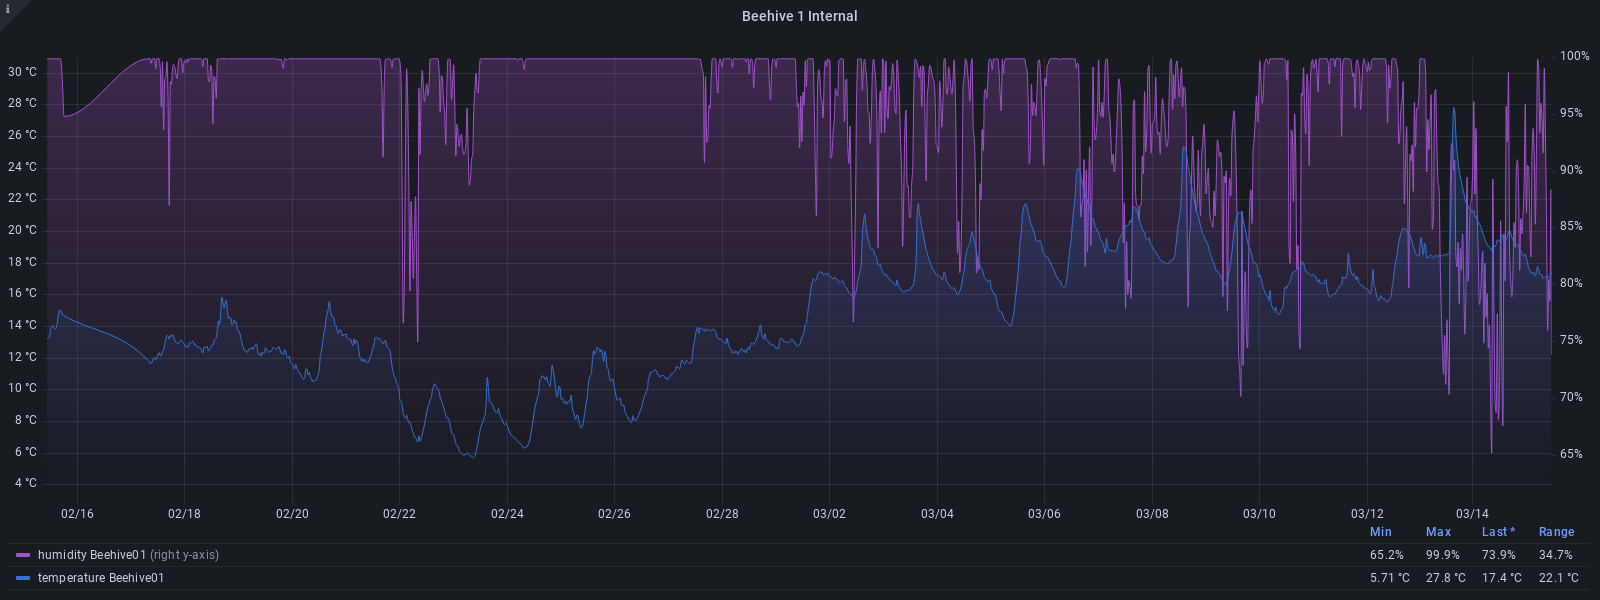 i
Beehive 1 Internal
30 °C
28 °C
26 °C
24 °C
22 °C
20 °C
18 °C
16 °C
14 °C
12 °C
10 °C
8 °C
6 °C
4 °C
100%
95%
90%
85%
80%
75%
70%
65%
02/16 02/18 02/20 02/22 02/24 02/26 02/28 03/02 03/04 03/06 03/08 03/10 03/12 03/14
Min Max Last * Range
humidity Beehive01 (right y-axis) 65.2% 99.9% 73.9% 34.7%
temperature Beehive01 5.71 °C 27.8 °C 17.4 °C 22.1 °C